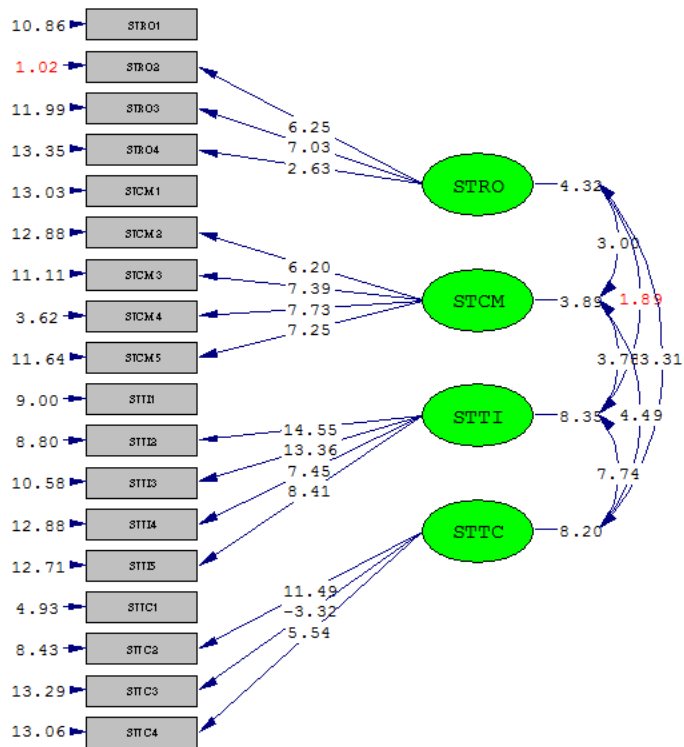 10.86 STRO1
1.02 STRO2
11.99 STRO3
13.35 STRO4
13.03 STCM1
12.88 STCM2
11.11 STCM3
3.62 STCM4
11.64 STCM5
9.00 STTI1
8.80 STTI2
10.58 STTI3
12.88 STTI4
12.71 STTI5
4.93 STTC1
8.43 STTC2
13.29 STTC3
13.06 STTC4
6.25
7.03
2.63
6.20
7.39
7.73
7.25
14.55
13.36
7.45
8.41
11.49
-3.32
5.54
STRO 4.32
STCM 3.89
STTI 8.35
STTC 8.20
3.00
1.89
3.31
4.49
7.74